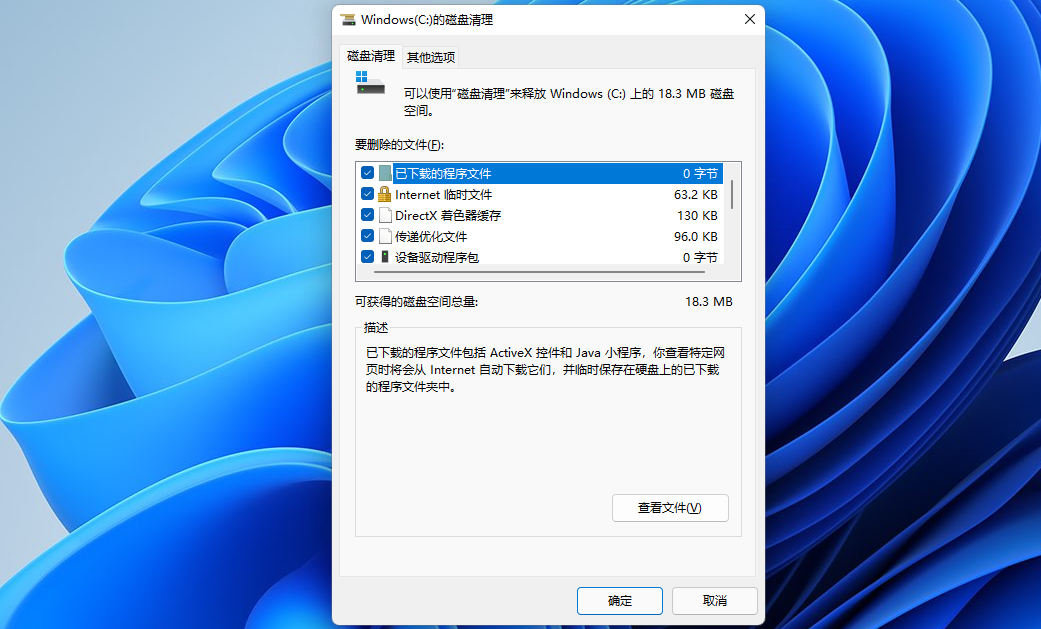 Windows(C:)的磁盘清理
磁盘清理 其他选项
可以使用“磁盘清理”来释放 Windows (C:) 上的 18.3 MB 磁盘
空间。
要删除的文件(F):
已下载的程序文件 0 字节
Internet 临时文件 63.2 KB
DirectX 着色器缓存 130 KB
传递优化文件 96.0 KB
设备驱动程序包 0 字节
可获得的磁盘空间总量: 18.3 MB
描述
已下载的程序文件包括 ActiveX 控件和 Java 小程序，你查看特定网
页时将会从 Internet 自动下载它们，并临时保存在硬盘上的已下载
的程序文件夹中。
查看文件(V)
确定 取消